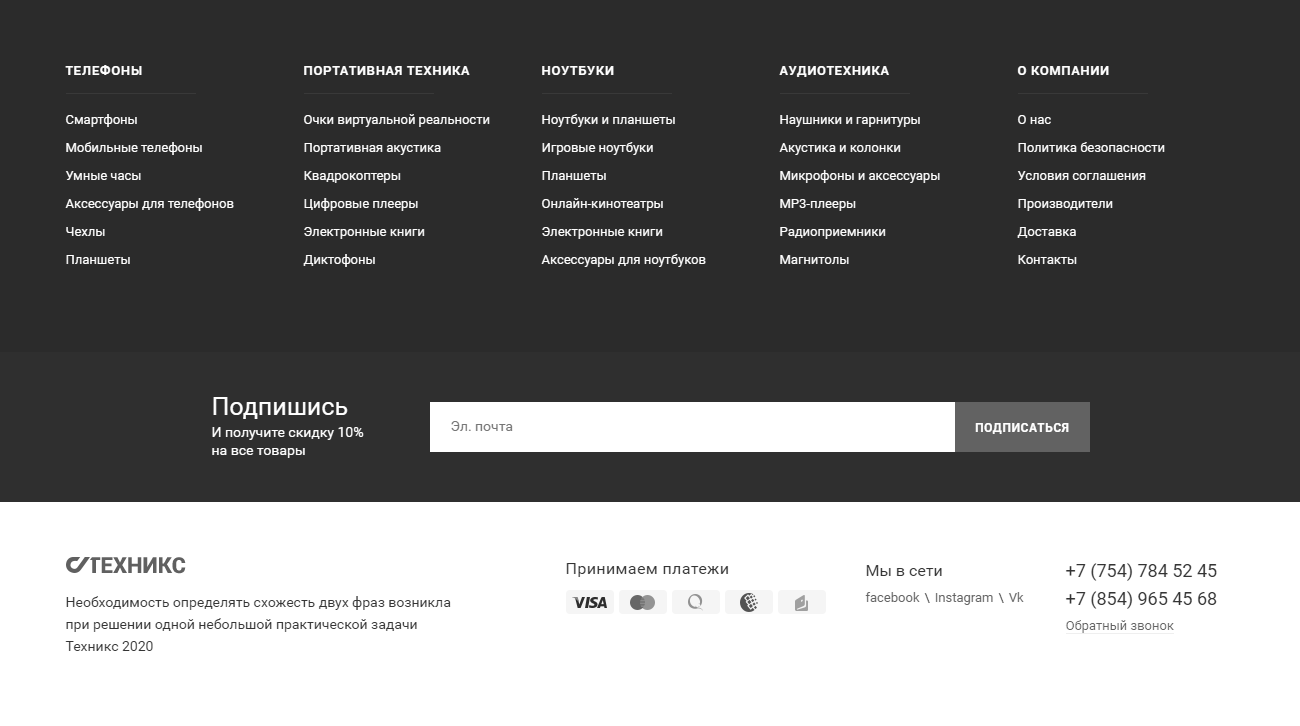 ТЕЛЕФОНЫ
Смартфоны
Мобильные телефоны
Умные часы
Аксессуары для телефонов
Чехлы
Планшеты
ПОРТАТИВНАЯ ТЕХНИКА
Очки виртуальной реальности
Портативная акустика
Квадрокоптеры
Цифровые плееры
Электронные книги
Диктофоны
НОУТБУКИ
Ноутбуки и планшеты
Игровые ноутбуки
Планшеты
Онлайн-кинотеатры
Электронные книги
Аксессуары для ноутбуков
АУДИОТЕХНИКА
Наушники и гарнитуры
Акустика и колонки
Микрофоны и аксессуары
MP3-плееры
Радиоприемники
Магнитолы
О КОМПАНИИ
О нас
Политика безопасности
Условия соглашения
Производители
Доставка
Контакты
Подпишись
И получите скидку 10%
на все товары
Эл. почта
ПОДПИСАТЬСЯ
ТЕХНИКС
Необходимость определять схожесть двух фраз возникла
при решении одной небольшой практической задачи
Техникс 2020
Принимаем платежи
VISA
Мы в сети
facebook \ Instagram \ Vk
+7 (754) 784 52 45
+7 (854) 965 45 68
Обратный звонок